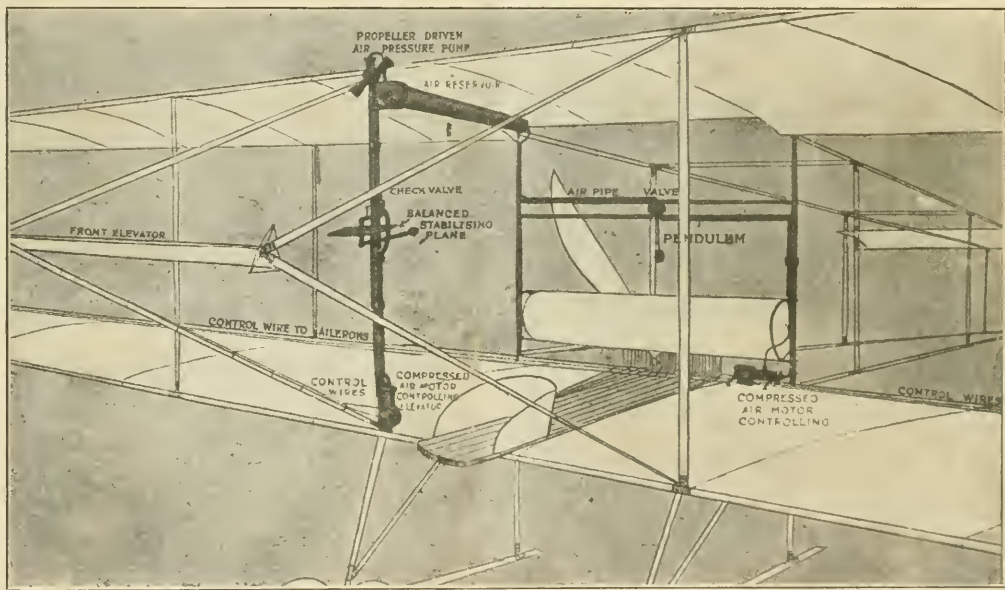 PROPELLER DRIVEN
AIR PRESSURE PUMP
AIR RESERVOIR
CHECK VALVE
AIR PIPE VALVE
BALANCED
STABILISING
PLANE
PENDULUM
FRONT ELEVATOR
CONTROL WIRE TO AILERONS
CONTROL
WIRES
COMPRESSED
AIR MOTOR
CONTROLLING
ELEVATOR
CONTROL WIRES
COMPRESSED
AIR MOTOR
CONTROLLING